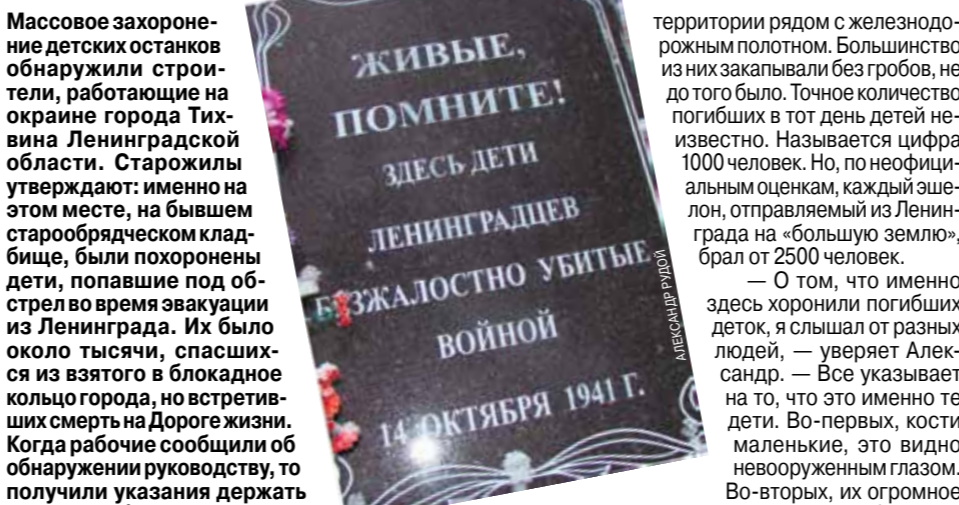 Массовое захороне-
ние детских останков
обнаружили строи-
тели, работающие на
окраине города Тих-
вина Ленинградской
области. Старожилы
утверждают: именно на
этом месте, на бывшем
старообрядческом клад-
бище, были похоронены
дети, попавшие под об-
стрел во время эвакуации
из Ленинграда. Их было
около тысячи, спасших-
ся из взятого в блокадное
кольцо города, но встретив-
ших смерть на Дороге жизни.
Когда рабочие сообщили об
обнаружении руководству, то
получили указания держать
ЖИВЫЕ,
ПОМНИТЕ!
ЗДЕСЬ ДЕТИ
ЛЕНИНГРАДЦЕВ
БЕЗЖАЛОСТНО УБИТЫЕ
ВОЙНОЙ
14 ОКТЯБРЯ 1941 Г.
АЛЕКСАНДР РУДОЙ
территории рядом с железнодо-
рожным полотном. Большинство
из них закапывали без гробов, не
до того было. Точное количество
погибших в тот день детей не-
известно. Называется цифра
1000 человек. Но, по неофици-
альным оценкам, каждый эше-
лон, отправляемый из Ленин-
града на «большую землю»,
брал от 2500 человек.
— О том, что именно
здесь хоронили погибших
деток, я слышал от разных
людей, — уверяет Алек-
сандр. — Все указывает
на то, что это именно те
дети. Во-первых, кости
маленькие, это видно
невооруженным глазом.
Во-вторых, их огромное